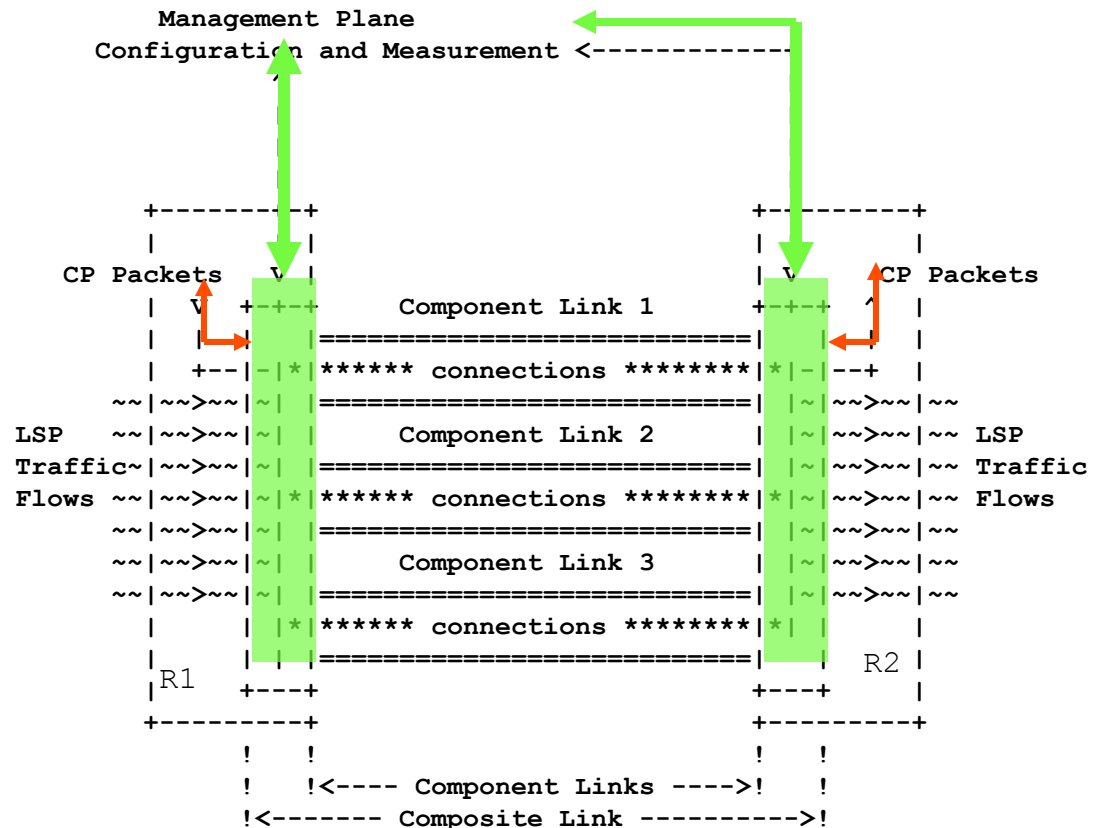 Management Plane
Configuration and Measurement <-------------
^
+---------+ +---------+
| | | |
CP Packets V | | V CP Packets
| V +-+-+ Component Link 1 +-+-+ ^ |
| | | |===========================| | | |
| +--|-|*|****** connections ********|*|-|--+ |
~~|~~>~~|~| |===========================| |~|~~>~~|~~
LSP ~~|~~>~~|~| | Component Link 2 | |~|~~>~~|~~ LSP
Traffic~|~~>~~|~| |===========================| |~|~~>~~|~~ Traffic
Flows ~~|~~>~~|~|*|****** connections ********|*|~|~~>~~|~~ Flows
~~|~~>~~|~| |===========================| |~|~~>~~|~~
~~|~~>~~|~| | Component Link 3 | |~|~~>~~|~~
~~|~~>~~|~| |===========================| |~|~~>~~|~~
| | |*|****** connections ********|*| | |
| | | |===========================| | | R2 |
| R1 +---+ +---+ |
+---------+ +---------+
! ! ! !
! !<---- Component Links ---->! !
!<------- Composite Link ---------->!